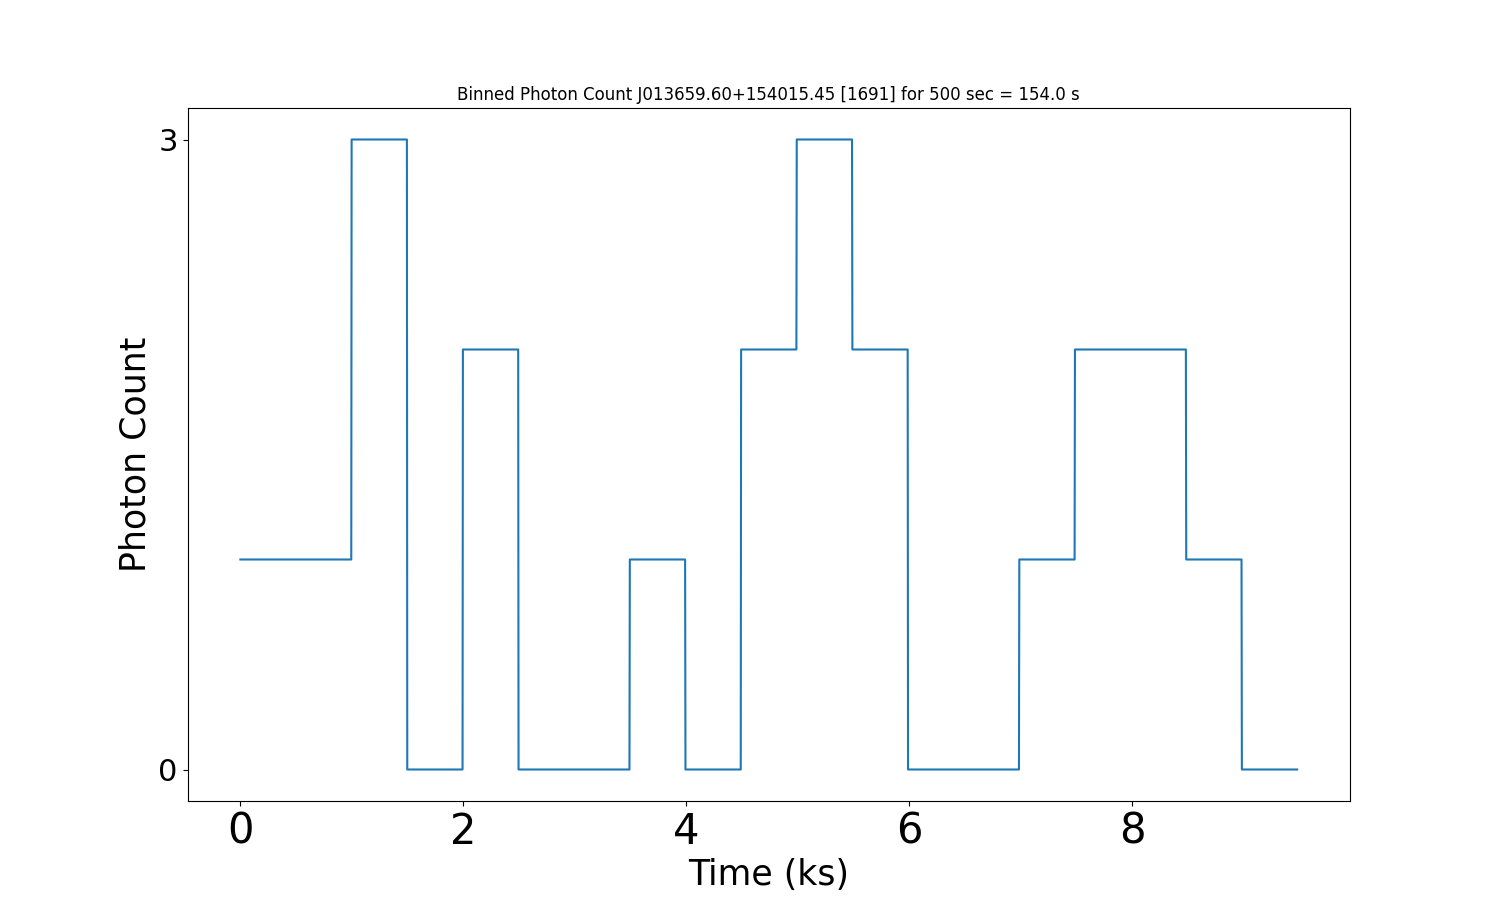 Binned Photon Count J013659.60+154015.45 [1691] for 500 sec = 154.0 s
3
Photon Count
0
0 2 4 6 8
Time (ks)